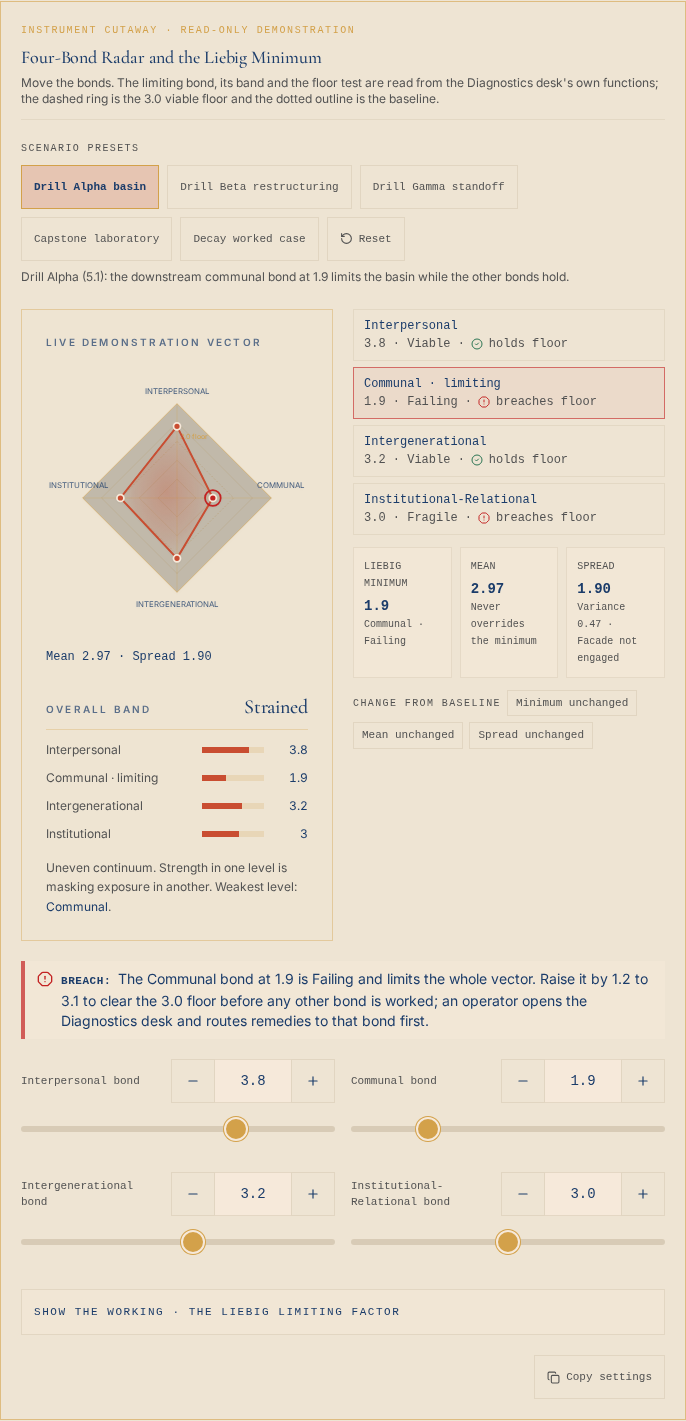 INSTRUMENT CUTAWAY · READ-ONLY DEMONSTRATION
Four-Bond Radar and the Liebig Minimum
Move the bonds. The limiting bond, its band and the floor test are read from the Diagnostics desk's own functions;
the dashed ring is the 3.0 viable floor and the dotted outline is the baseline.
SCENARIO PRESETS
Drill Alpha basin
Drill Beta restructuring
Drill Gamma standoff
Capstone laboratory
Decay worked case
Reset
Drill Alpha (5.1): the downstream communal bond at 1.9 limits the basin while the other bonds hold.
LIVE DEMONSTRATION VECTOR
INTERPERSONAL
INSTITUTIONAL
COMMUNAL
INTERGENERATIONAL
Mean 2.97 · Spread 1.90
OVERALL BAND
Strained
Interpersonal 3.8
Communal · limiting 1.9
Intergenerational 3.2
Institutional 3
Uneven continuum. Strength in one level is
masking exposure in another. Weakest level:
Communal.
Interpersonal
3.8 · Viable · holds floor
Communal · limiting
1.9 · Failing · breaches floor
Intergenerational
3.2 · Viable · holds floor
Institutional-Relational
3.0 · Fragile · breaches floor
LIEBIG
MINIMUM
1.9
Communal ·
Failing
MEAN
2.97
Never
overrides
the minimum
SPREAD
1.90
Variance
0.47 ·
Facade not
engaged
CHANGE FROM BASELINE
Minimum unchanged
Mean unchanged
Spread unchanged
BREACH: The Communal bond at 1.9 is Failing and limits the whole vector. Raise it by 1.2 to
3.1 to clear the 3.0 floor before any other bond is worked; an operator opens the
Diagnostics desk and routes remedies to that bond first.
Interpersonal bond
− 3.8 +
Communal bond
− 1.9 +
Intergenerational
bond
− 3.2 +
Institutional-
Relational bond
− 3.0 +
SHOW THE WORKING · THE LIEBIG LIMITING FACTOR
Copy settings